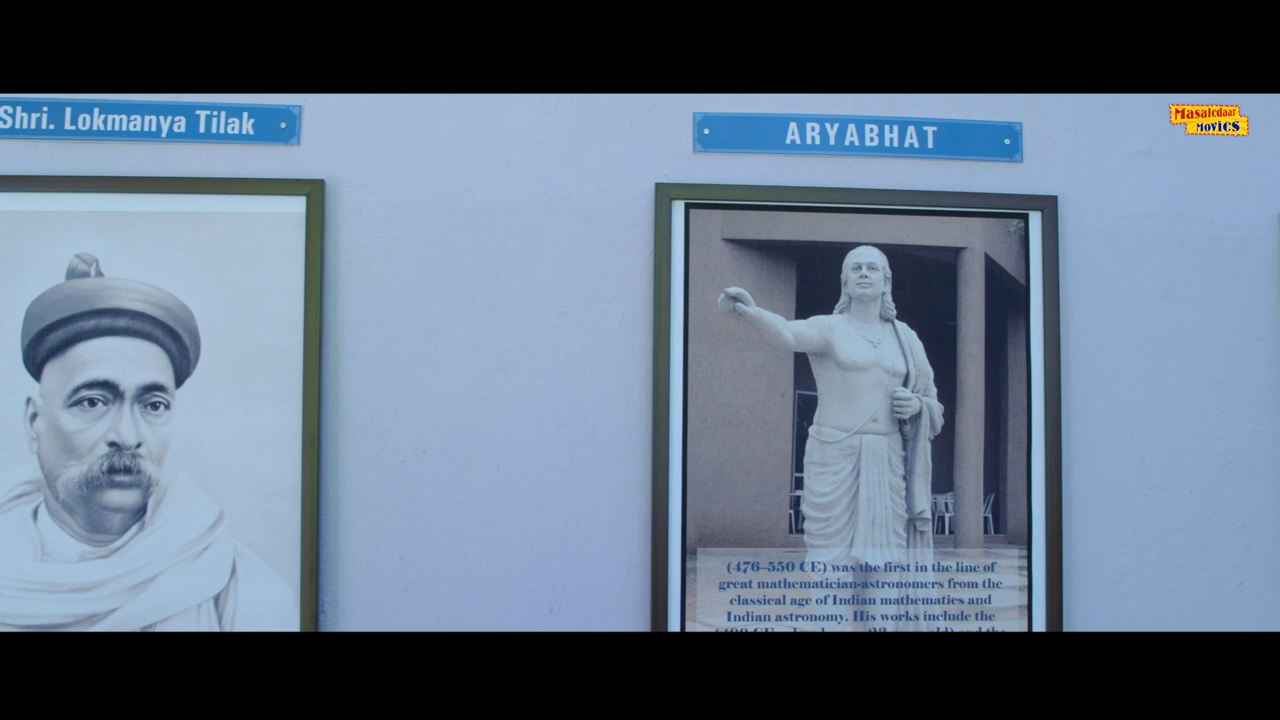 Shri. Lokmanya Tilak
ARYABHAT
Masaledaar
Movies
(476-550 CE) was the first in the line of
great mathematician-astronomers from the
classical age of Indian mathematics and
Indian astronomy. His works include the